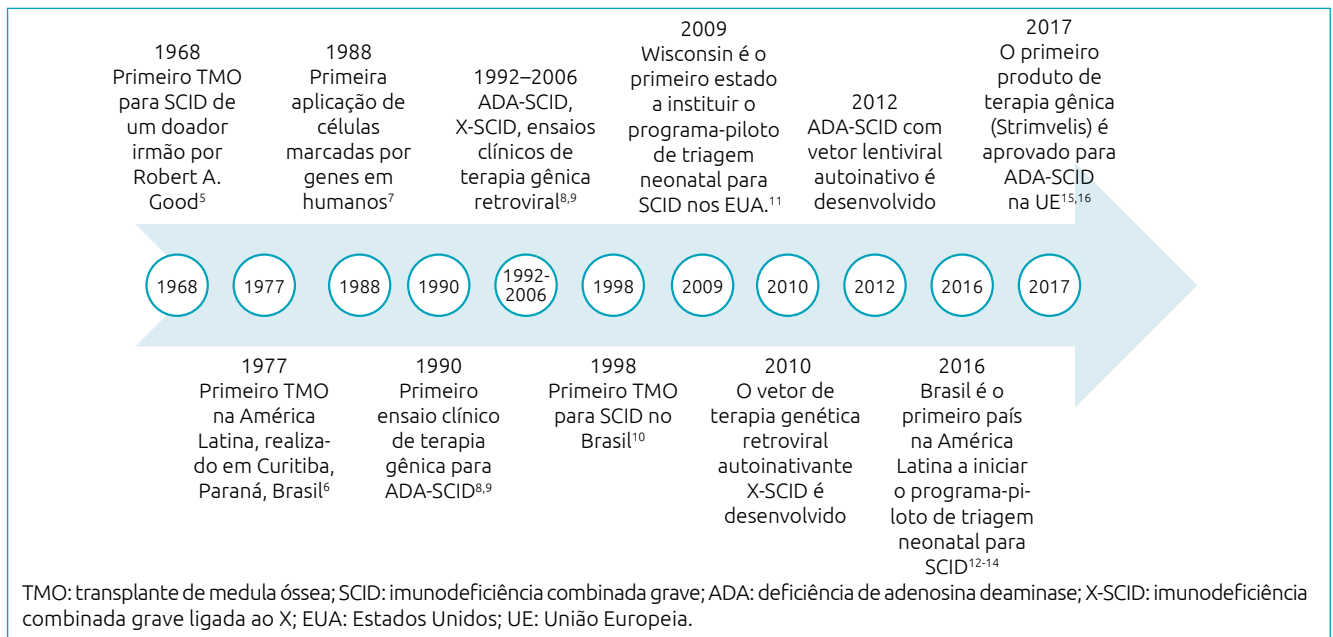 1968
Primeiro TMO
para SCID de
um doador
irmão por
Robert A.
Good⁵
1988
Primeira
aplicação de
células
marcadas por
genes em
humanos⁷
1992–2006
ADA-SCID,
X-SCID, ensaios
clínicos de
terapia gênica
retroviral⁸,⁹
2009
Wisconsin é o
primeiro estado
a instituir o
programa-piloto
de triagem
neonatal para
SCID nos EUA.¹¹
2012
ADA-SCID com
vetor lentiviral
autoinativo é
desenvolvido
2017
O primeiro
produto de
terapia gênica
(Strimvelis) é
aprovado para
ADA-SCID
na UE¹⁵,¹⁶
1968
1977
1988
1990
1992-
2006
1998
2009
2010
2012
2016
2017
1977
Primeiro TMO
na América
Latina, realiza-
do em Curitiba,
Paraná, Brasil⁶
1990
Primeiro
ensaio clínico
de terapia
gênica para
ADA-SCID⁸,⁹
1998
Primeiro TMO
para SCID no
Brasil¹⁰
2010
O vetor de
terapia genética
retroviral
autoinativante
X-SCID é
desenvolvido
2016
Brasil é o
primeiro país
na América
Latina a iniciar
o programa-pi-
loto de triagem
neonatal para
SCID¹²⁻¹⁴
TMO: transplante de medula óssea; SCID: imunodeficiência combinada grave; ADA: deficiência de adenosina deaminase; X-SCID: imunodeficiência
combinada grave ligada ao X; EUA: Estados Unidos; UE: União Europeia.